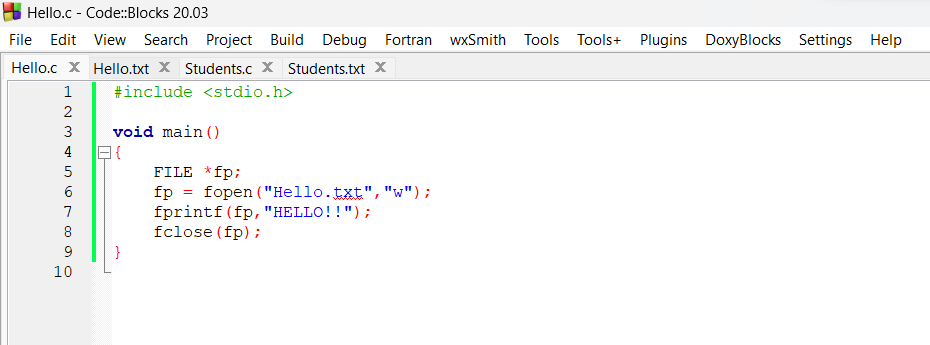 Hello.c - Code::Blocks 20.03
File Edit View Search Project Build Debug Fortran wxSmith Tools Tools+ Plugins DoxyBlocks Settings Help
Hello.c X Hello.txt X Students.c X Students.txt X
1 #include <stdio.h>
2
3 void main()
4 {
5 FILE *fp;
6 fp = fopen("Hello.txt","w");
7 fprintf(fp,"HELLO!!");
8 fclose(fp);
9 }
10